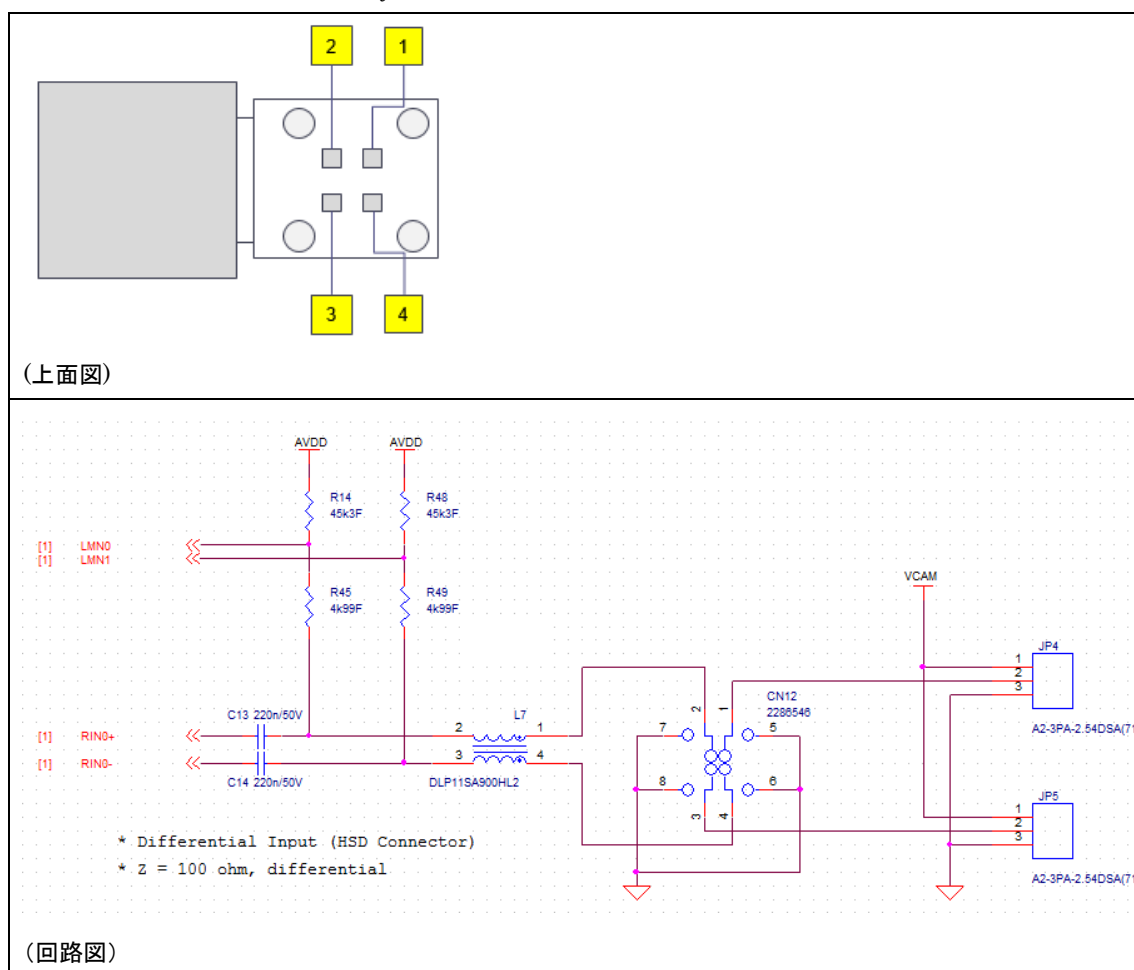 2 1
3 4
(上面図)
AVDD AVDD
R14 R48
45k3F 45k3F
[1] LMN0
[1] LMN1
R45 R49
4k99F 4k99F
VCAM
JP4
1
2
3
A2-3PA-2.54DSA(71
C13 220n/50V
L7
CN12
2286546
2 1
[1] RIN0+
2 1
7 5
[1] RIN0-
3 4
C14 220n/50V
DLP11SA900HL2
8 6
3 4
JP5
1
2
3
A2-3PA-2.54DSA(71
* Differential Input (HSD Connector)
* Z = 100 ohm, differential
(回路図)